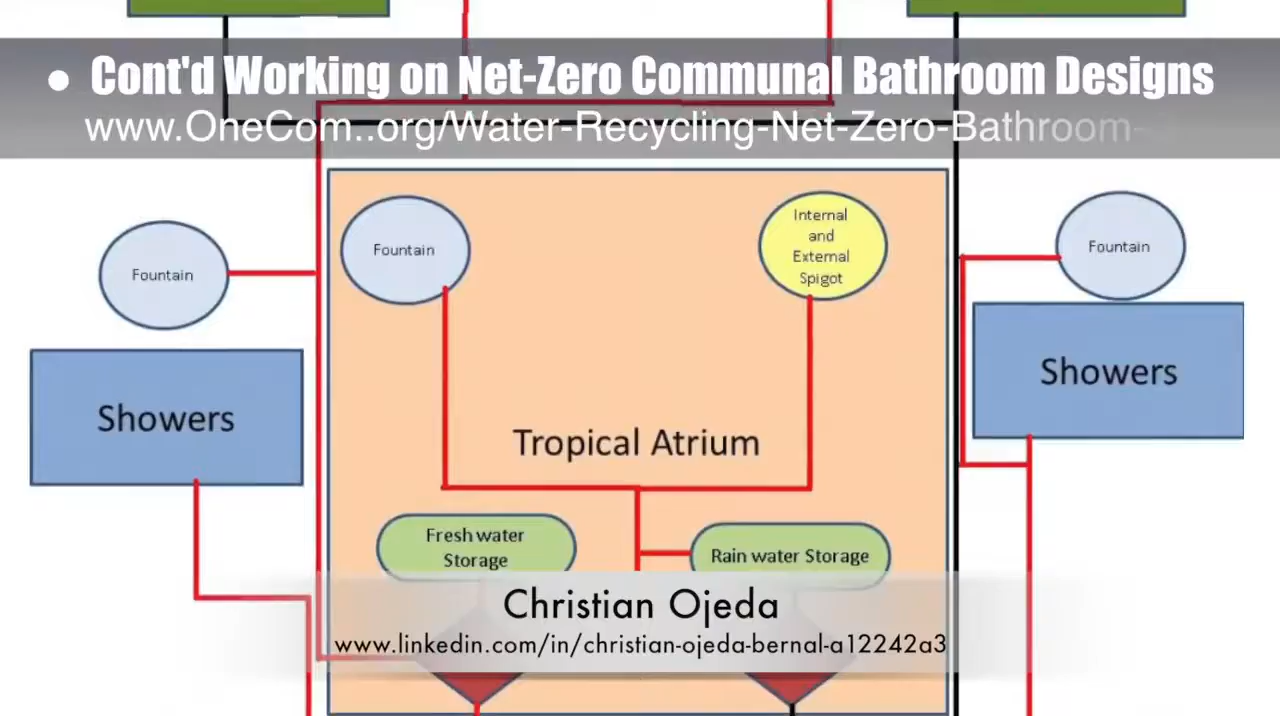 ● Cont'd Working on Net-Zero Communal Bathroom Designs
www.OneCom..org/Water-Recycling-Net-Zero-Bathroom-
Fountain
Fountain
Internal
and
External
Spigot
Fountain
Showers
Showers
Tropical Atrium
Fresh water
Storage
Rain water Storage
Christian Ojeda
www.linkedin.com/in/christian-ojeda-bernal-a12242a3